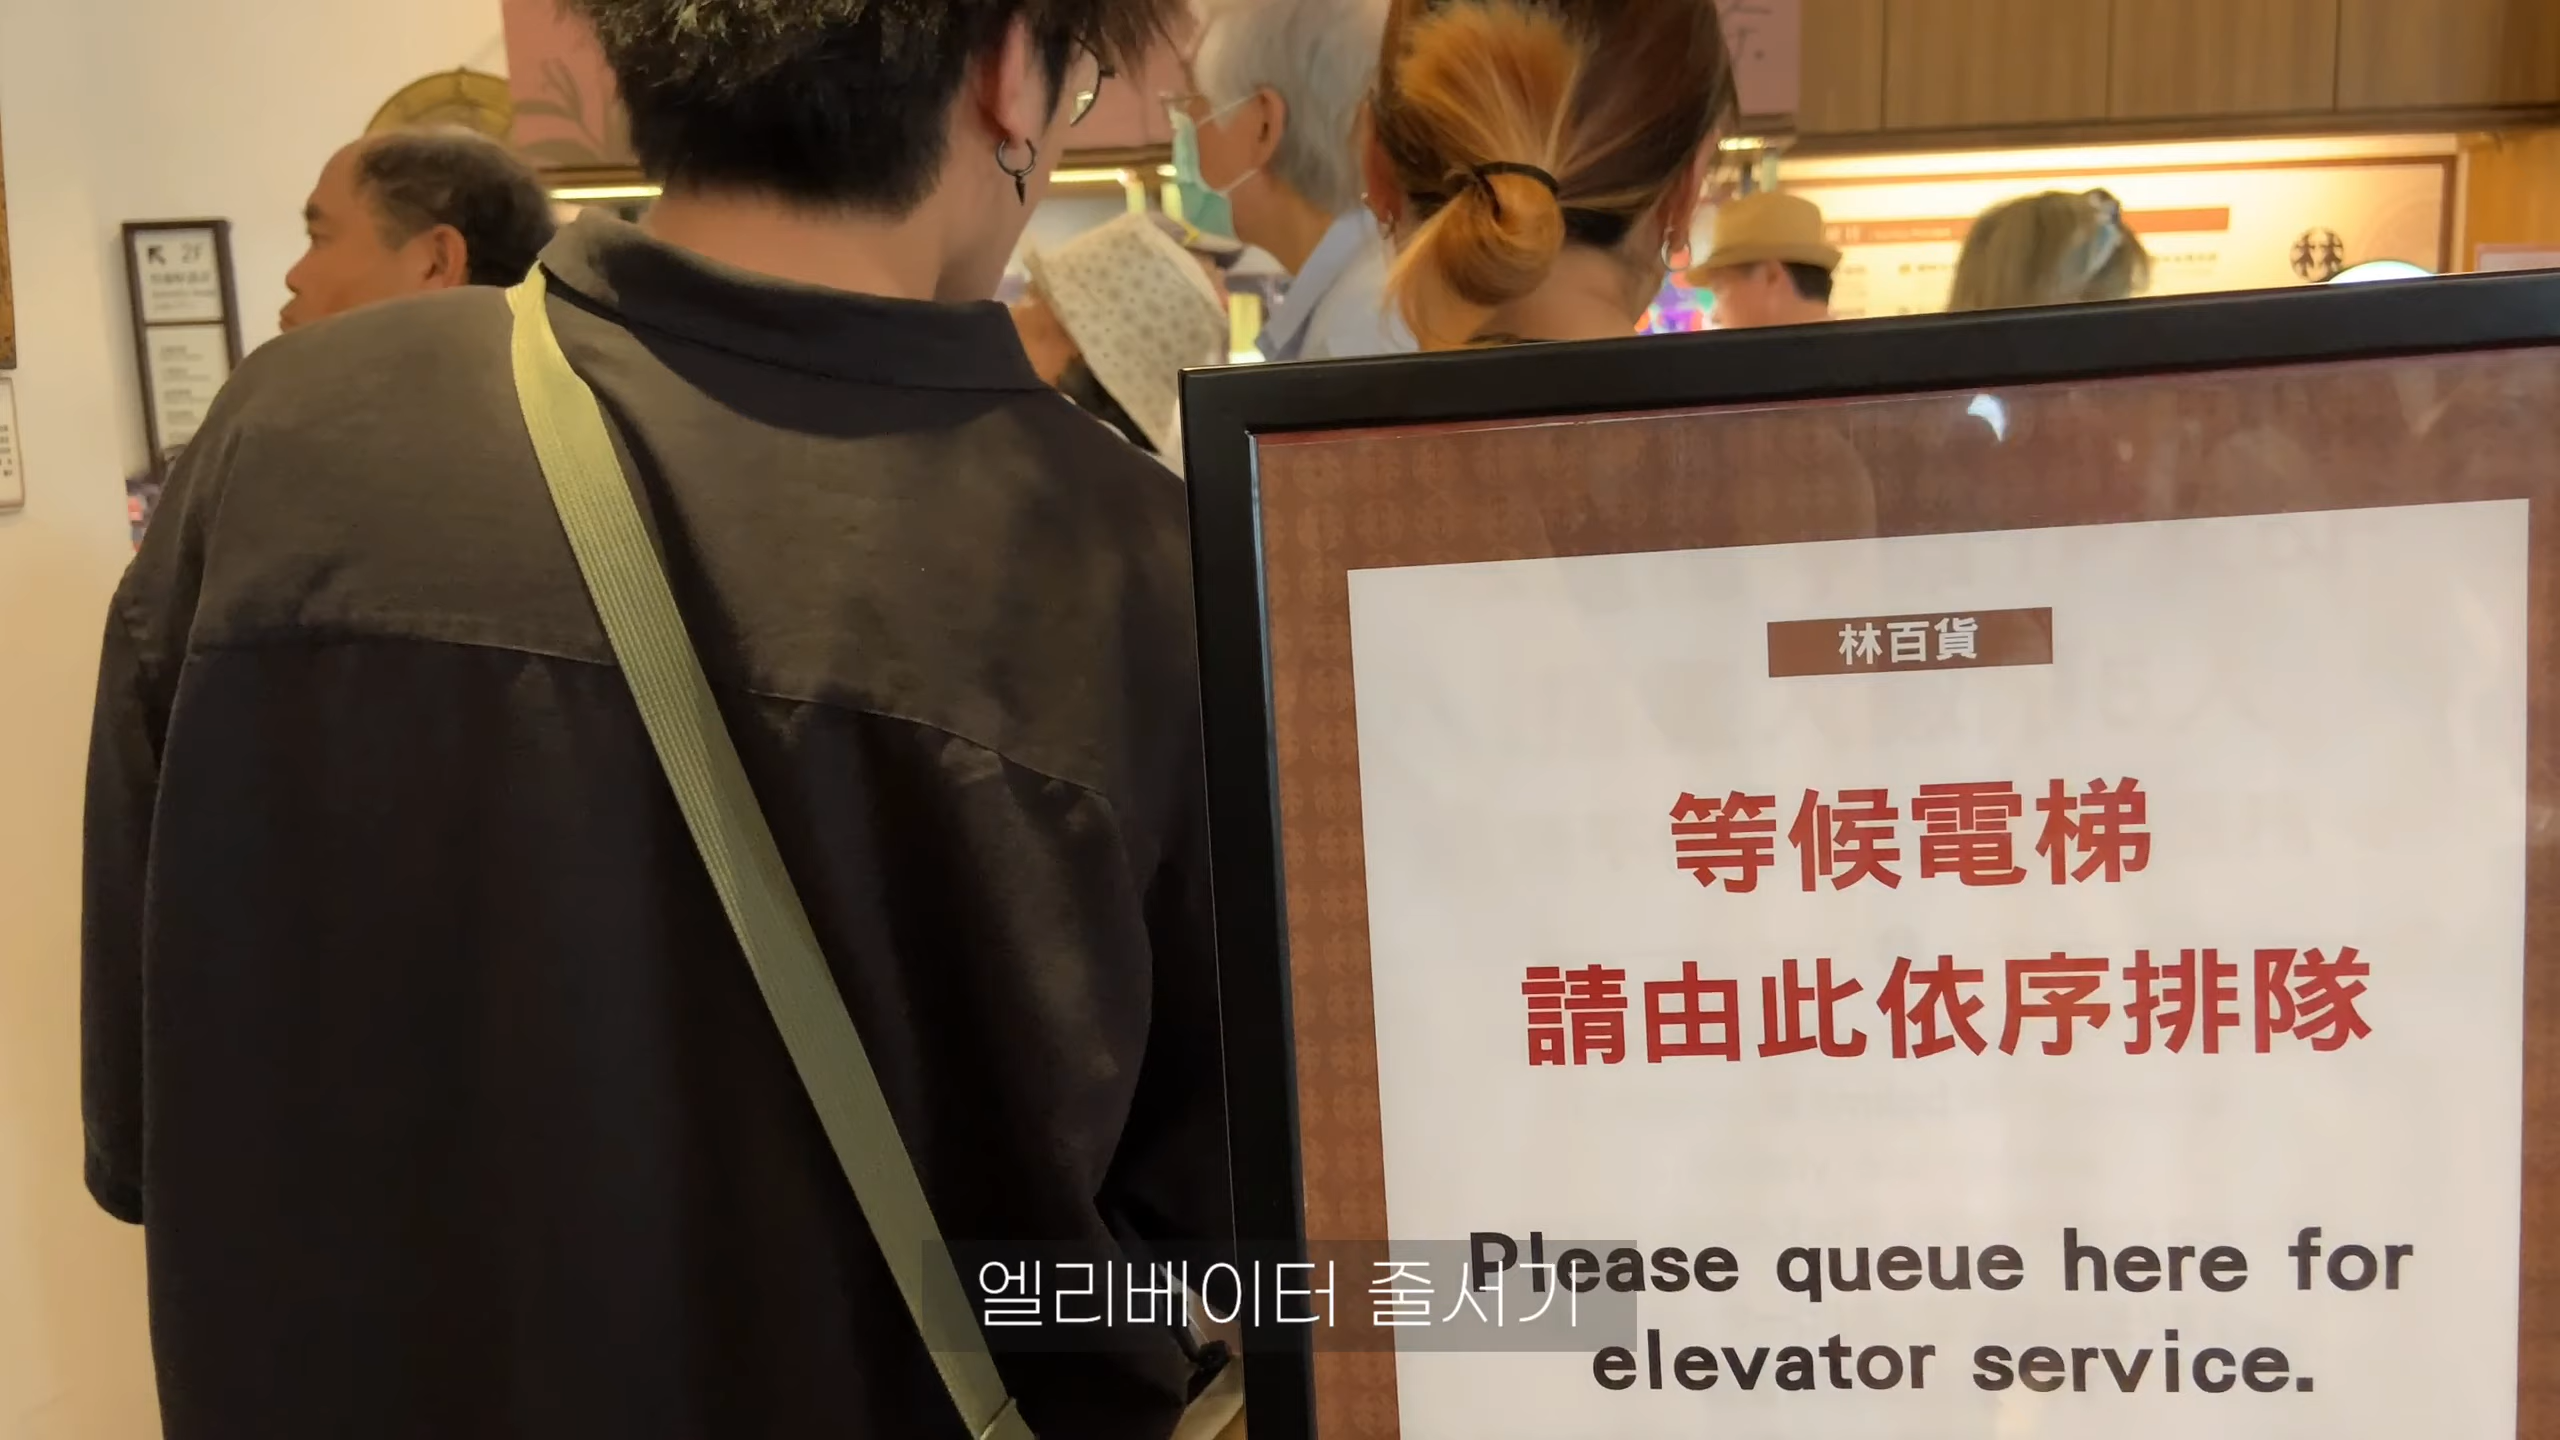 2F
林
林百貨
等候電梯
請由此依序排隊
Please queue here for
elevator service.
엘리베이터 줄서기